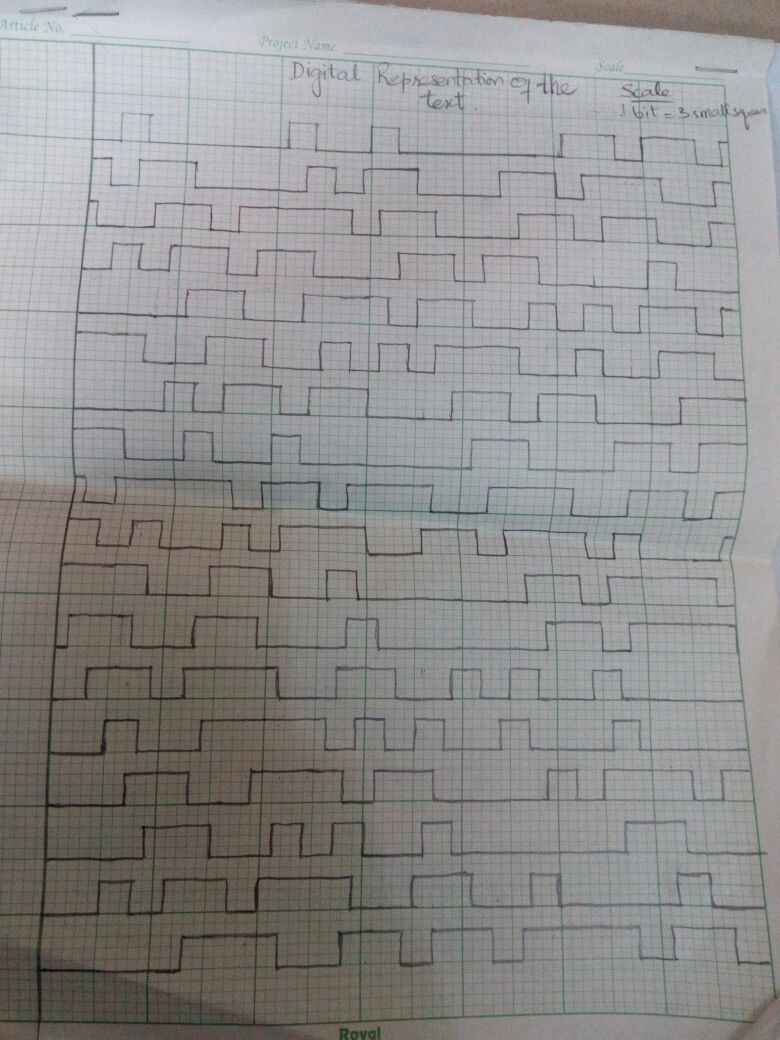 Article No.
Project Name
Scale
Digital Representation of the
text.
Scale
1 bit = 3 small squares
Royal